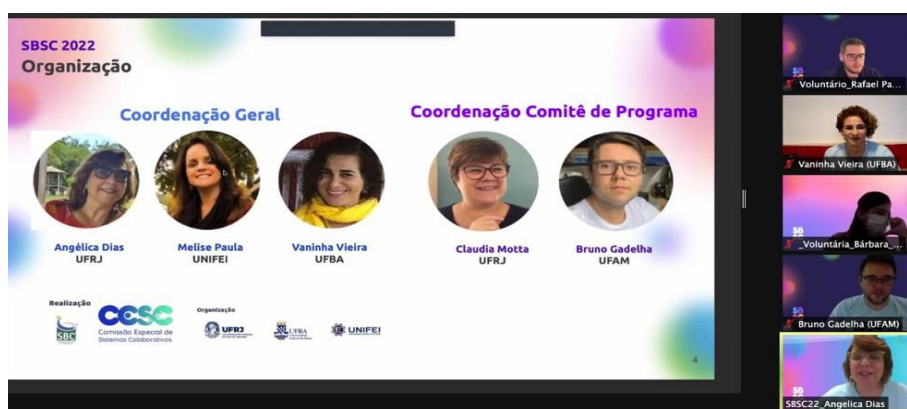 SBSC 2022
Organização
Coordenação Geral
Coordenação Comitê de Programa
Angélica Dias
UFRJ
Melise Paula
UNIFEI
Vaninha Vieira
UFBA
Claudia Motta
UFRJ
Bruno Gadelha
UFAM
Realização
SBC
CESC
Comissão Especial de
Sistemas Colaborativos
Organização
UFRJ
UFBA
UNIFEI
4
Voluntário_Rafael Pa...
Vaninha Vieira (UFBA)
_Voluntária_Bárbara_...
Bruno Gadelha (UFAM)
SBSC22_Angelica Dias